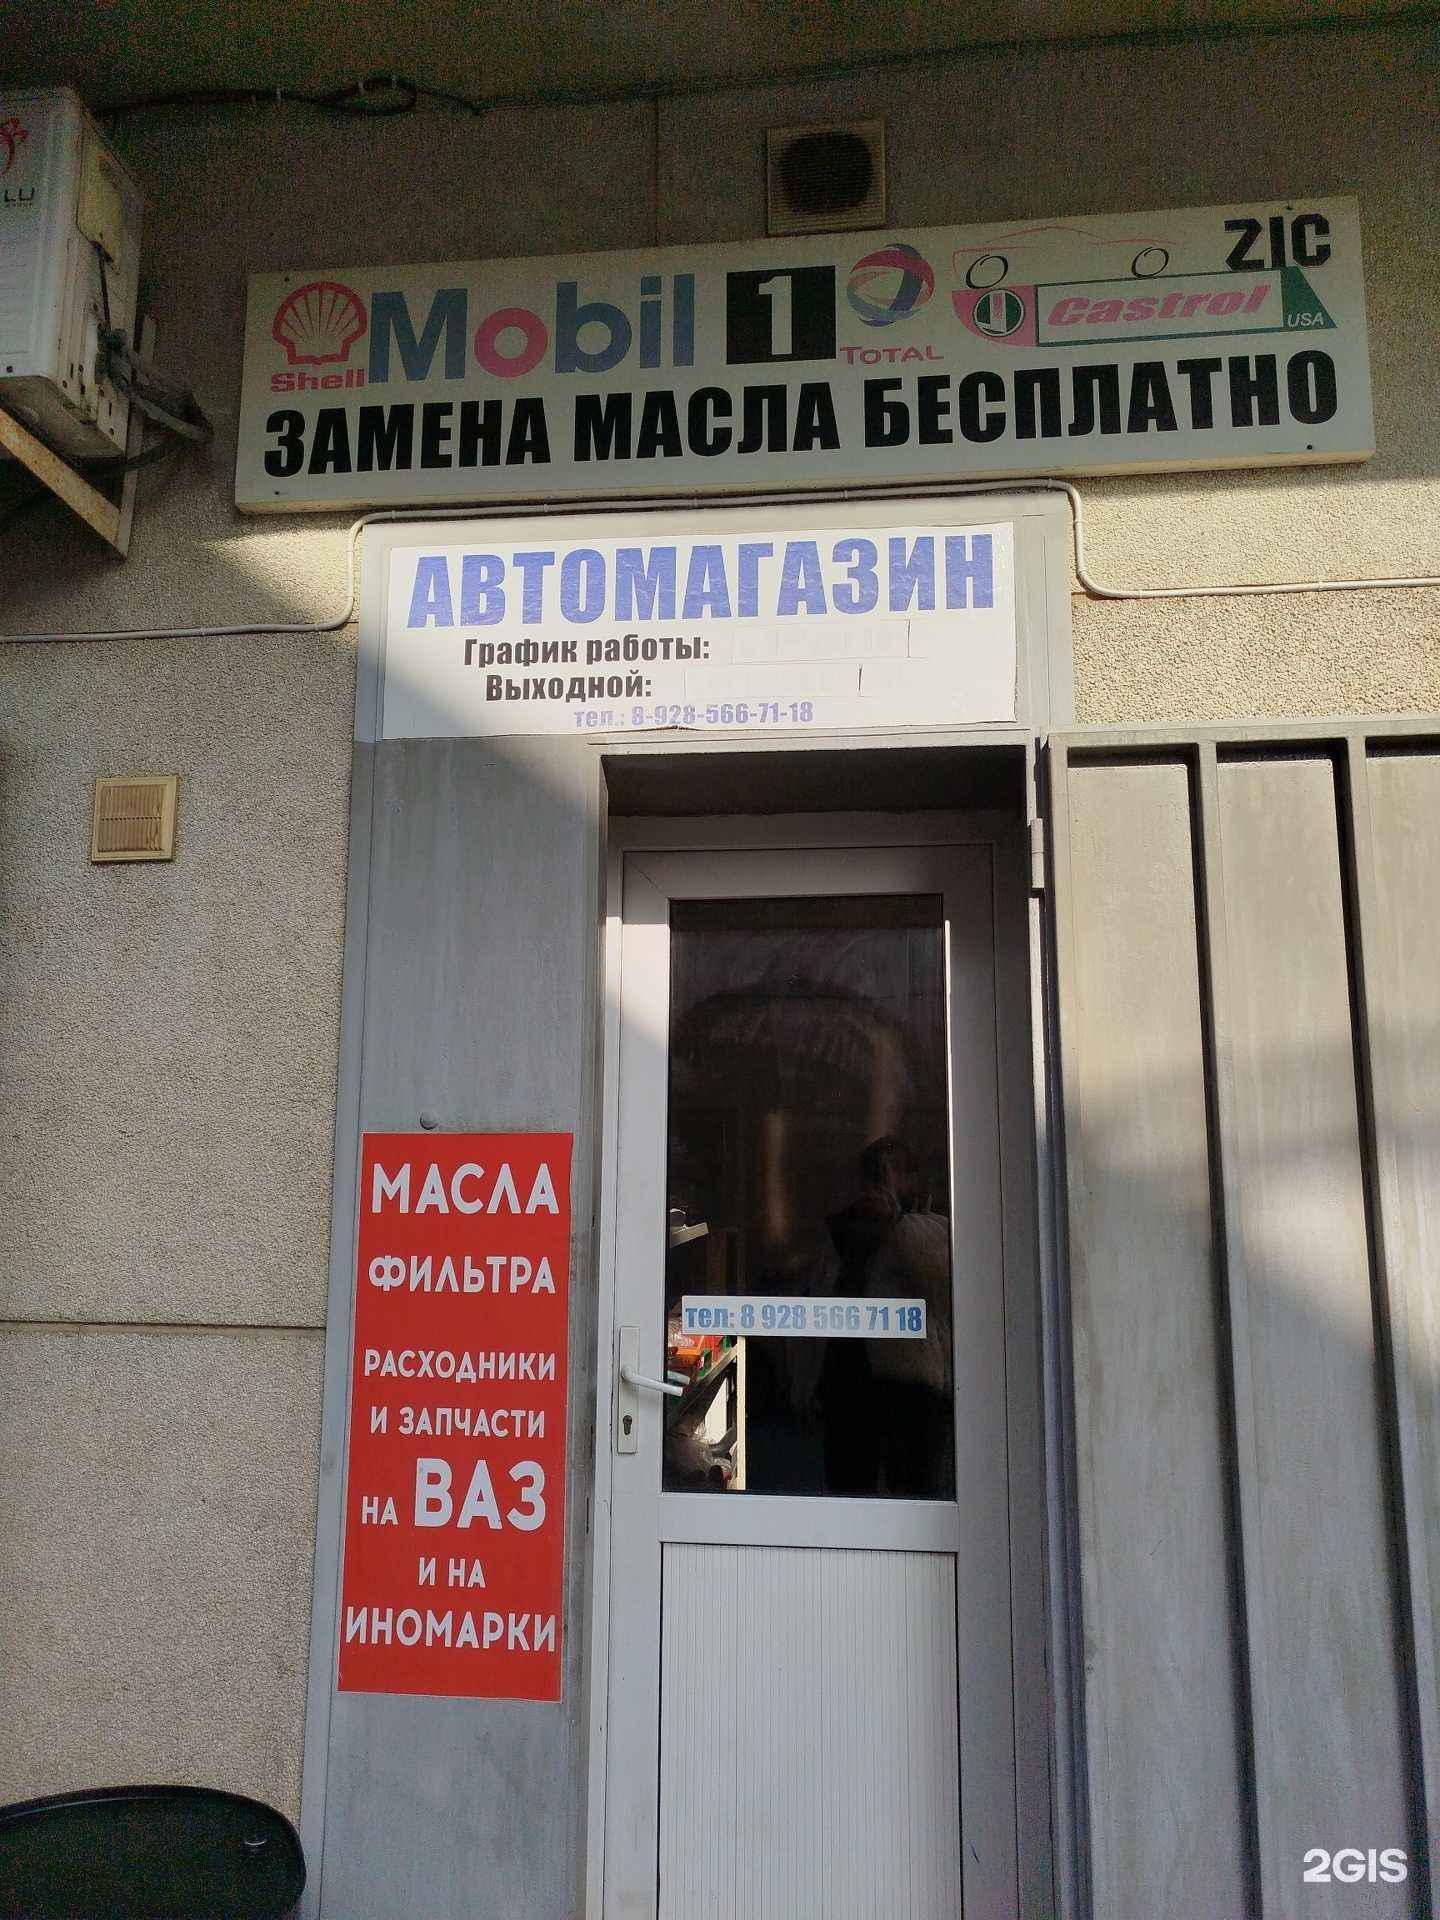 LU
ZIC
Shell Mobil 1 TOTAL Castrol USA
ЗАМЕНА МАСЛА БЕСПЛАТНО
АВТОМАГАЗИН
График работы:
Выходной:
тел.: 8-928-566-71-18
тел: 8 928 566 71 18
МАСЛА
ФИЛЬТРА
РАСХОДНИКИ
И ЗАПЧАСТИ
НА ВАЗ
И НА
ИНОМАРКИ
2GIS